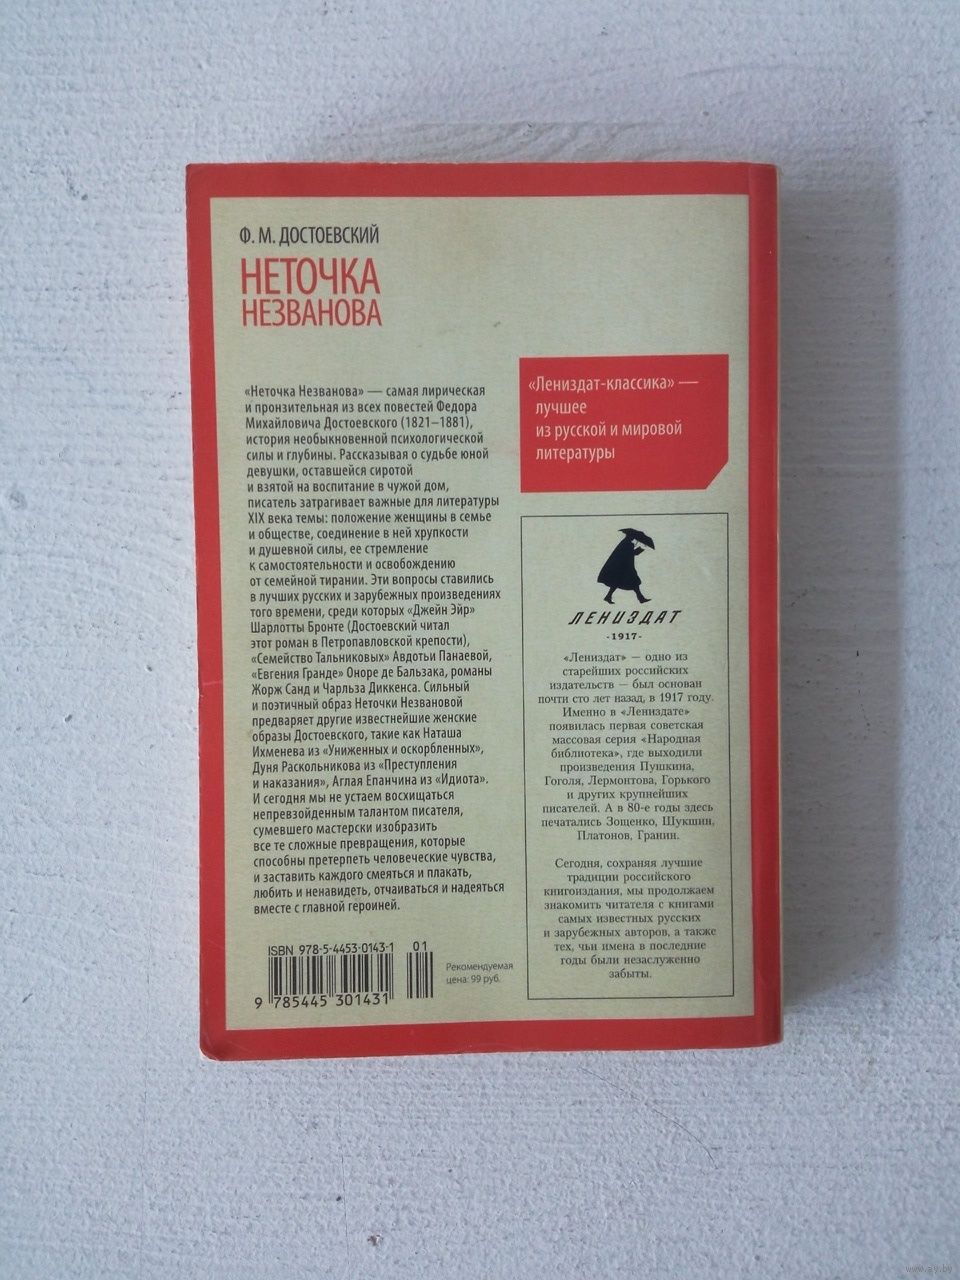 Ф. М. ДОСТОЕВСКИЙ
НЕТОЧКА
НЕЗВАНОВА
«Неточка Незванова» — самая лирическая
и пронзительная из всех повестей Федора
Михайловича Достоевского (1821–1881),
история необыкновенной психологической
силы и глубины. Рассказывая о судьбе юной
девушки, оставшейся сиротой
и взятой на воспитание в чужой дом,
писатель затрагивает важные для литературы
XIX века темы: положение женщины в семье
и обществе, соединение в ней хрупкости
и душевной силы, ее стремление
к самостоятельности и освобождению
от семейной тирании. Эти вопросы ставились
в лучших русских и зарубежных произведениях
того времени, среди которых «Джейн Эйр»
Шарлотты Бронте (Достоевский читал
этот роман в Петропавловской крепости),
«Семейство Тальниковых» Авдотьи Панаевой,
«Евгения Гранде» Оноре де Бальзака, романы
Жорж Санд и Чарльза Диккенса. Сильный
и поэтичный образ Неточки Незвановой
предваряет другие известнейшие женские
образы Достоевского, такие как Наташа
Ихменева из «Униженных и оскорбленных»,
Дуня Раскольникова из «Преступления
и наказания», Аглая Епанчина из «Идиота».
И сегодня мы не устаем восхищаться
непревзойденным талантом писателя,
сумевшего мастерски изобразить
все те сложные превращения, которые
способны претерпеть человеческие чувства,
и заставить каждого смеяться и плакать,
любить и ненавидеть, отчаиваться и надеяться
вместе с главной героиней.
ISBN 978-5-4453-0143-1 01
9 785445 301431
Рекомендуемая
цена: 99 руб.
«Лениздат-классика» —
лучшее
из русской и мировой
литературы
ЛЕНИЗДАТ
-1917-
«Лениздат» — одно из
старейших российских
издательств — был основан
почти сто лет назад, в 1917 году.
Именно в «Лениздате»
появилась первая советская
массовая серия «Народная
библиотека», где выходили
произведения Пушкина,
Гоголя, Лермонтова, Горького
и других крупнейших
писателей. А в 80-е годы здесь
печатались Зощенко, Шукшин,
Платонов, Гранин.
Сегодня, сохраняя лучшие
традиции российского
книгоиздания, мы продолжаем
знакомить читателя с книгами
самых известных русских
и зарубежных авторов, а также
тех, чьи имена в последние
годы были незаслуженно
забыты.
www.ay.by